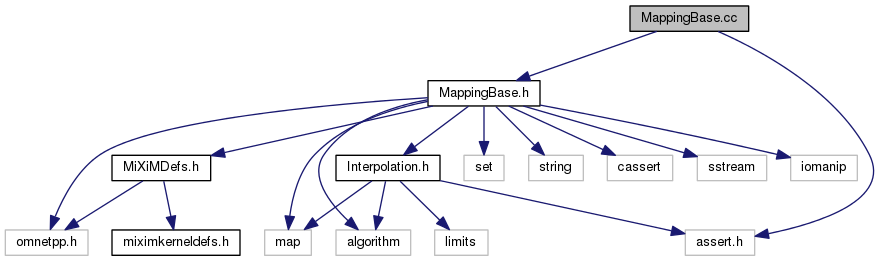 MappingBase.cc
MappingBase.h
MiXiMDefs.h
Interpolation.h
set
string
cassert
sstream
iomanip
omnetpp.h
miximkerneldefs.h
map
algorithm
limits
assert.h